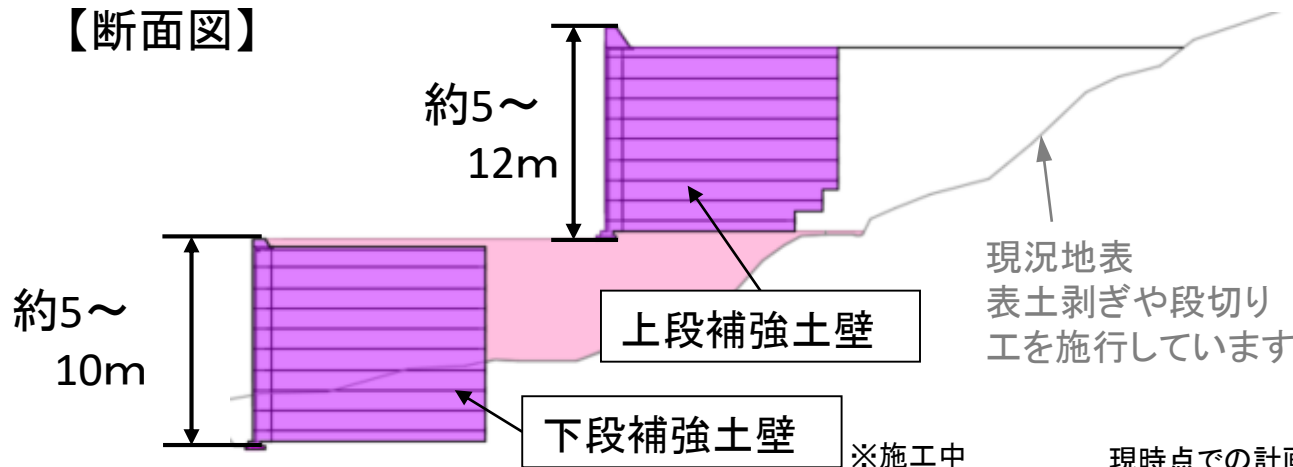 【断面図】
約5～
12m
約5～
10m
上段補強土壁
現況地表
表土剥ぎや段切り
工を施行しています
下段補強土壁
※施工中
現時点での計画